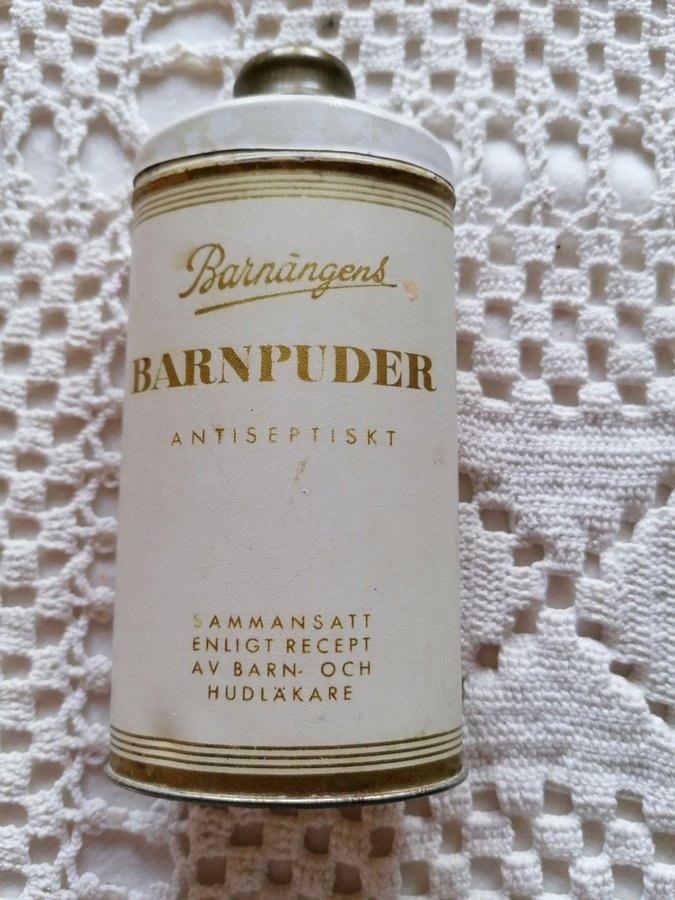 Barnängens
BARNPUDER
ANTISEPTISKT
SAMMANSATT
ENLIGT RECEPT
AV BARN- OCH
HUDLÄKARE